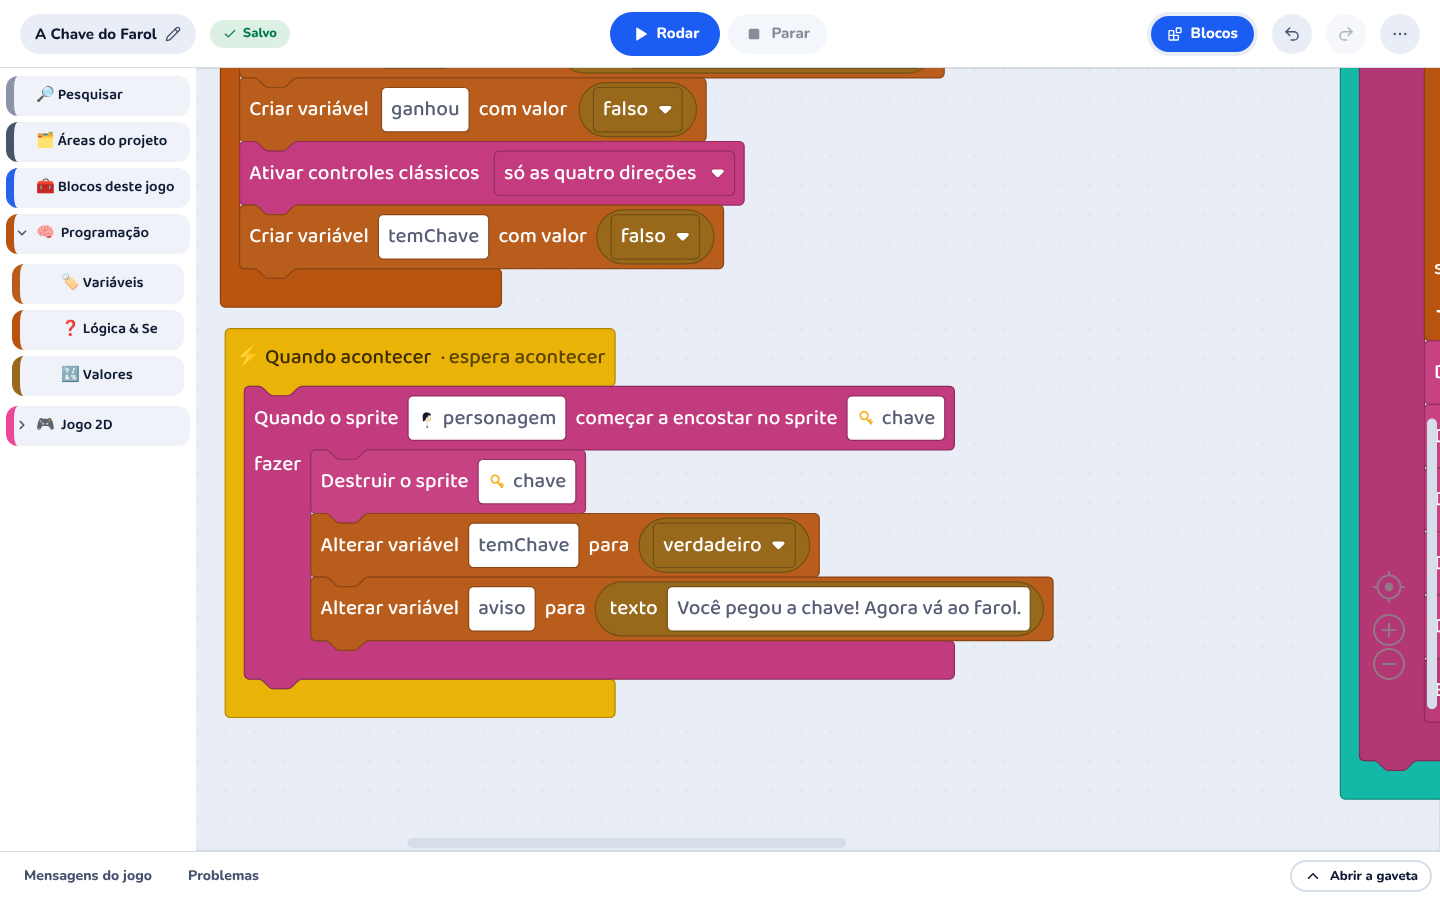 A Chave do Farol
Salvo
Rodar
Parar
Blocos
Pesquisar
Áreas do projeto
Blocos deste jogo
Programação
Variáveis
Lógica & Se
Valores
Jogo 2D
Criar variável ganhou com valor falso
Ativar controles clássicos só as quatro direções
Criar variável temChave com valor falso
Quando acontecer · espera acontecer
Quando o sprite personagem começar a encostar no sprite chave
fazer
Destruir o sprite chave
Alterar variável temChave para verdadeiro
Alterar variável aviso para texto Você pegou a chave! Agora vá ao farol.
Mensagens do jogo
Problemas
Abrir a gaveta